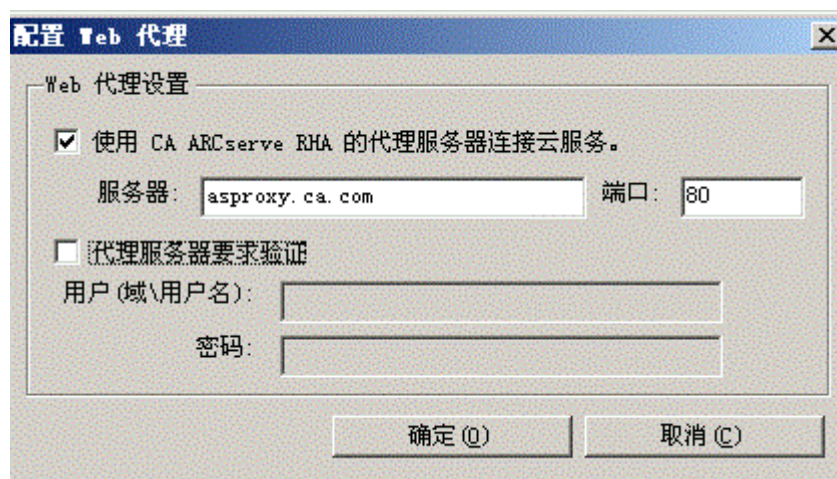 配置 Web 代理
Web 代理设置
使用 CA ARCserve RHA 的代理服务器连接云服务。
服务器: asproxy.ca.com 端口: 80
代理服务器要求验证
用户(域\用户名):
密码:
确定(O) 取消(C)